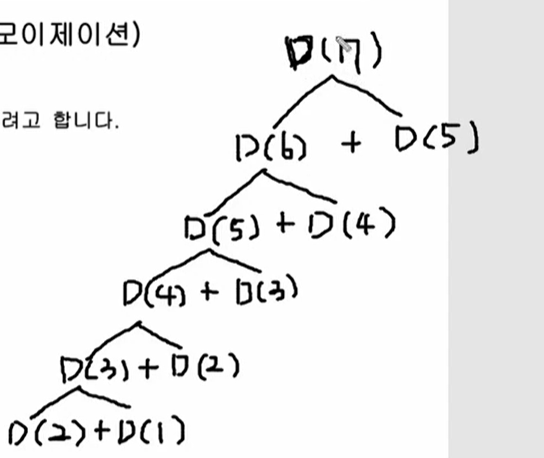 모이제이션)
D(7)
려고 합니다.
D(6) + D(5)
D(5) + D(4)
D(4) + D(3)
D(3) + D(2)
D(2) + D(1)